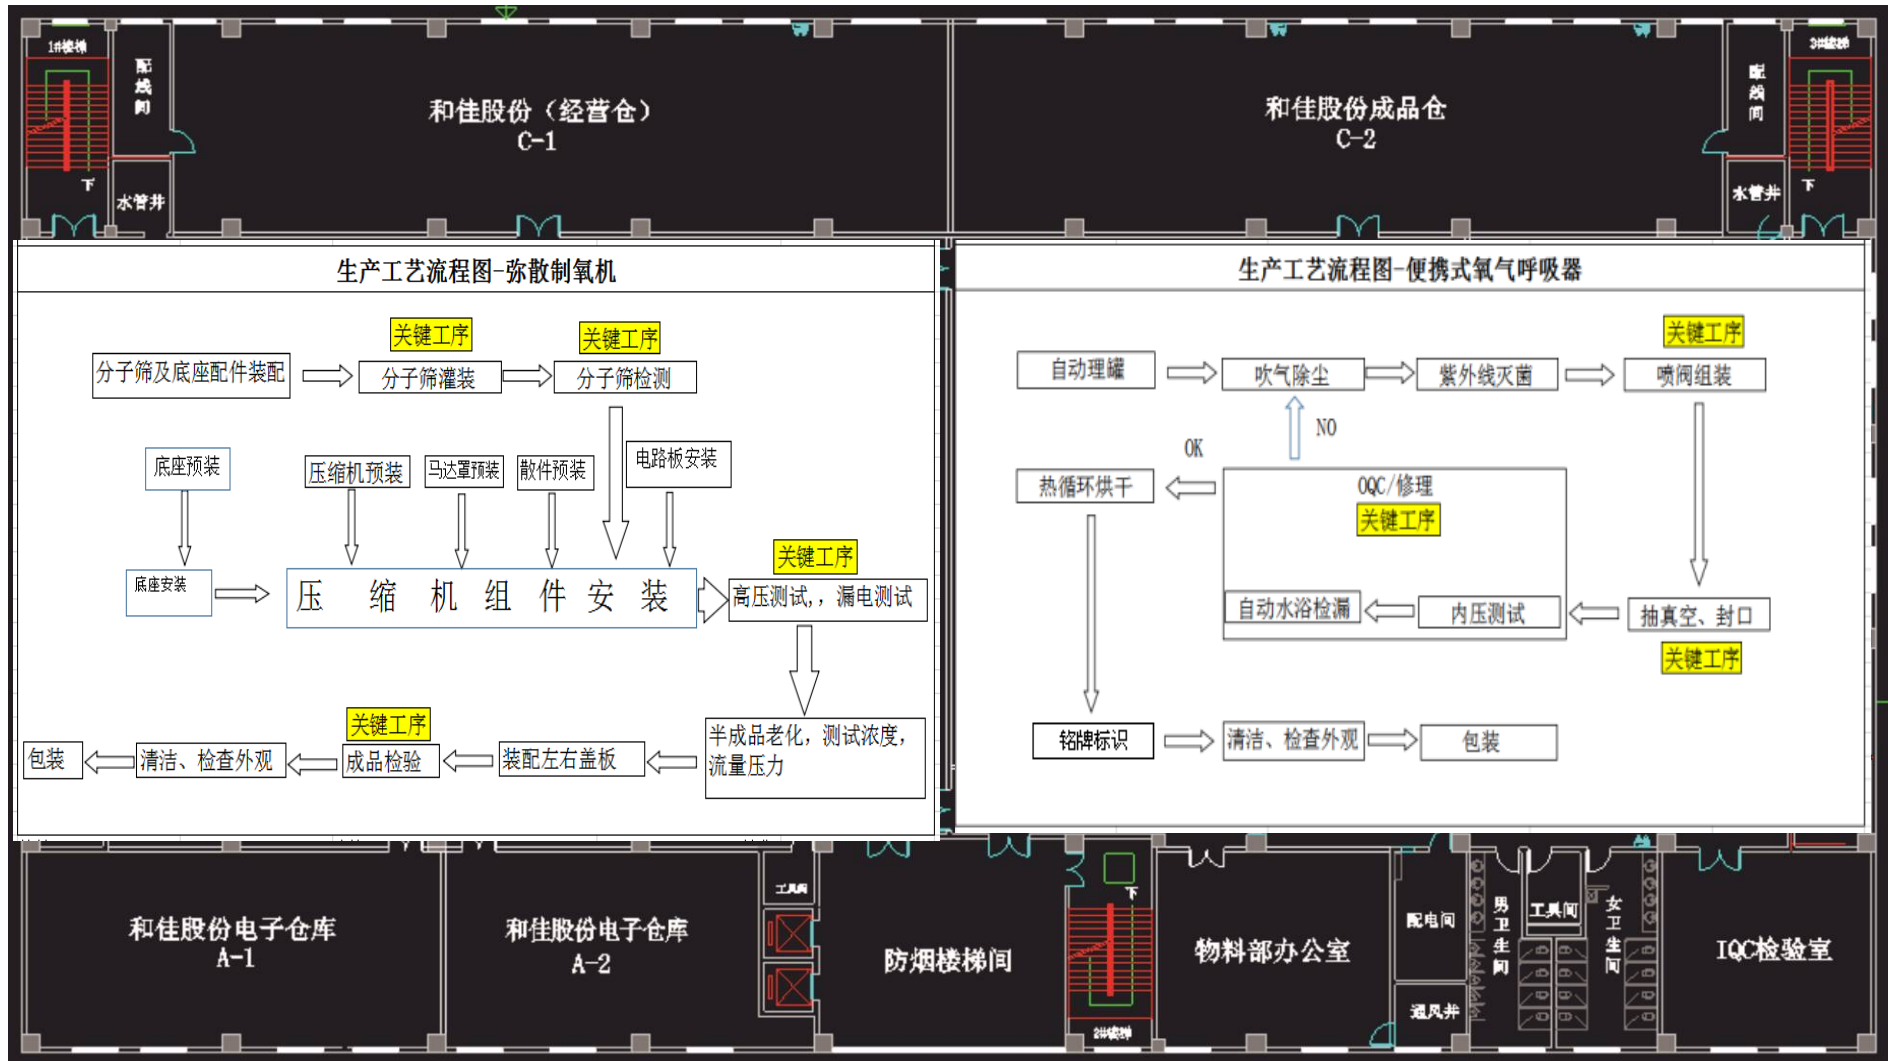 1#楼梯
配线间
和佳股份（经营仓）
C-1
和佳股份成品仓
C-2
配线间
3#楼梯
下
水管井
水管井
下
生产工艺流程图-弥散制氧机
关键工序
关键工序
分子筛及底座配件装配
分子筛灌装
分子筛检测
底座预装
压缩机预装
马达罩预装
散件预装
电路板安装
关键工序
底座安装
压缩机组件安装
高压测试,，漏电测试
关键工序
半成品老化，测试浓度，
流量压力
包装
清洁、检查外观
成品检验
装配左右盖板
生产工艺流程图-便携式氧气呼吸器
关键工序
自动理罐
吹气除尘
紫外线灭菌
喷阀组装
NO
OK
热循环烘干
OQC/修理
关键工序
自动水浴检漏
内压测试
抽真空、封口
关键工序
铭牌标识
清洁、检查外观
包装
和佳股份电子仓库
A-1
和佳股份电子仓库
A-2
工具间
防烟楼梯间
下
2#楼梯
物料部办公室
配电间
通风井
男卫生间
工具间
女卫生间
IQC检验室